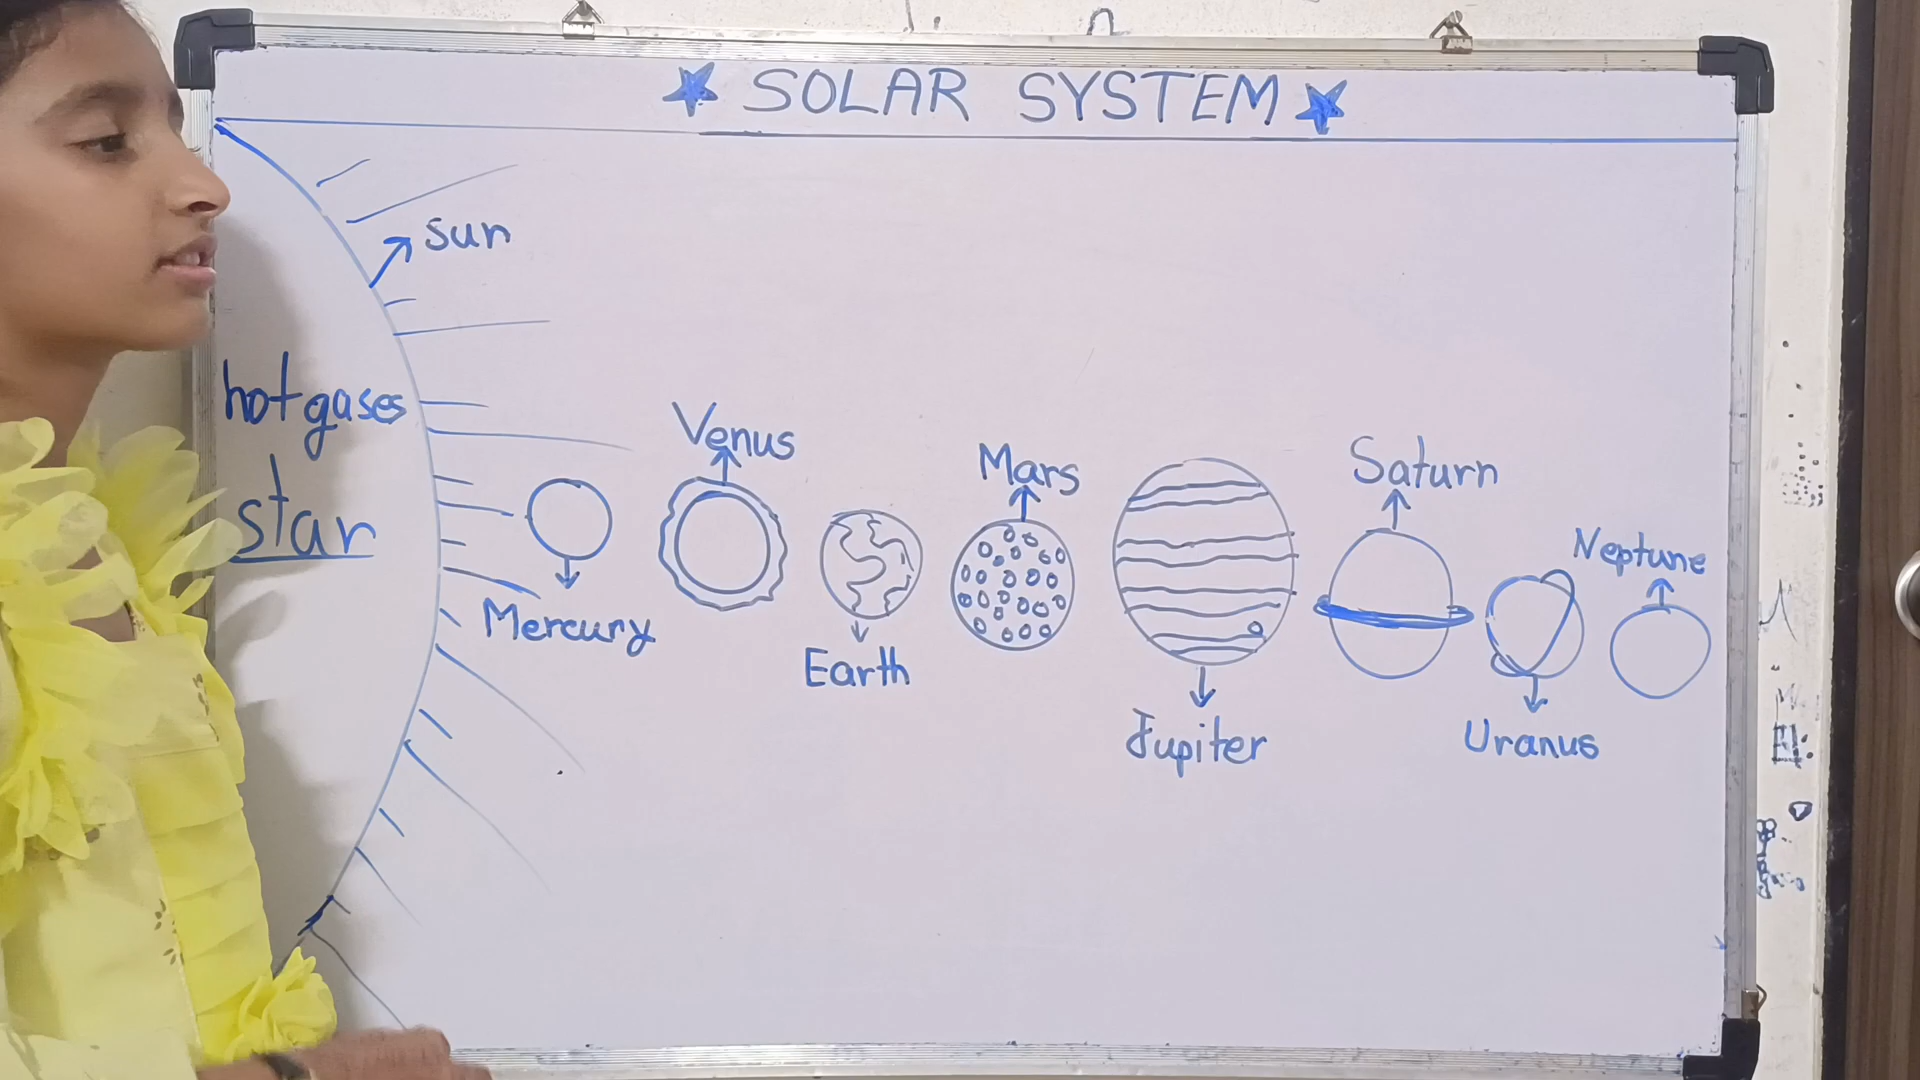 ★ SOLAR SYSTEM ★
sun
hot gases
star
Venus
Mars
Saturn
Neptune
Mercury
Earth
Jupiter
Uranus